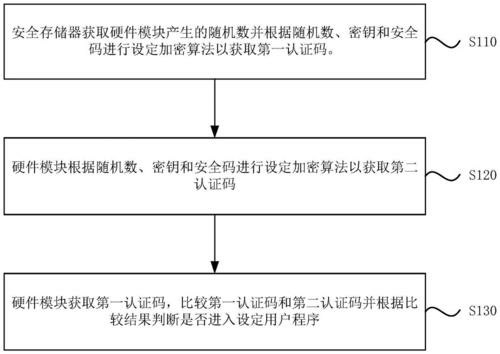 安全存储器获取硬件模块产生的随机数并根据随机数、密钥和安全
码进行设定加密算法以获取第一认证码。
S110
硬件模块根据随机数、密钥和安全码进行设定加密算法以获取第二
认证码
S120
硬件模块获取第一认证码，比较第一认证码和第二认证码并根据比
较结果判断是否进入设定用户程序
S130